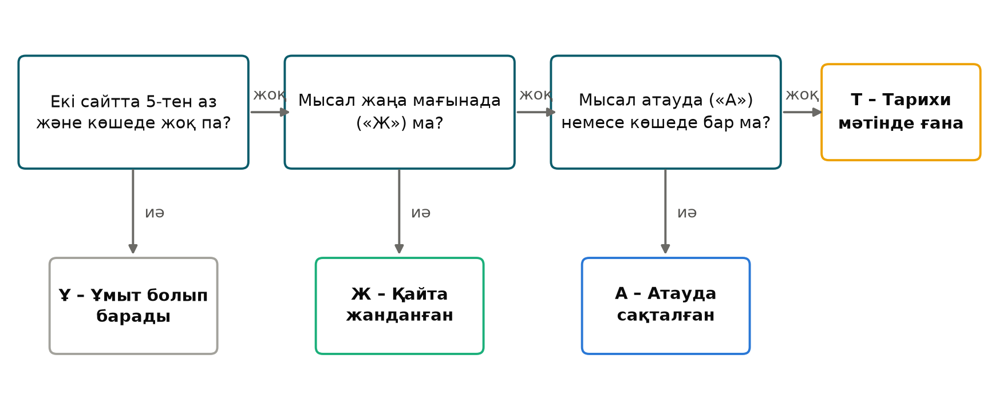 Екі сайтта 5-тен аз
және көшеде жоқ па?
жоқ
Мысал жаңа мағынада
(«Ж») ма?
жоқ
Мысал атауда («А»)
немесе көшеде бар ма?
жоқ
Т – Тарихи
мәтінде ғана
иә
иә
иә
Ұ – Ұмыт болып
барады
Ж – Қайта
жанданған
А – Атауда
сақталған